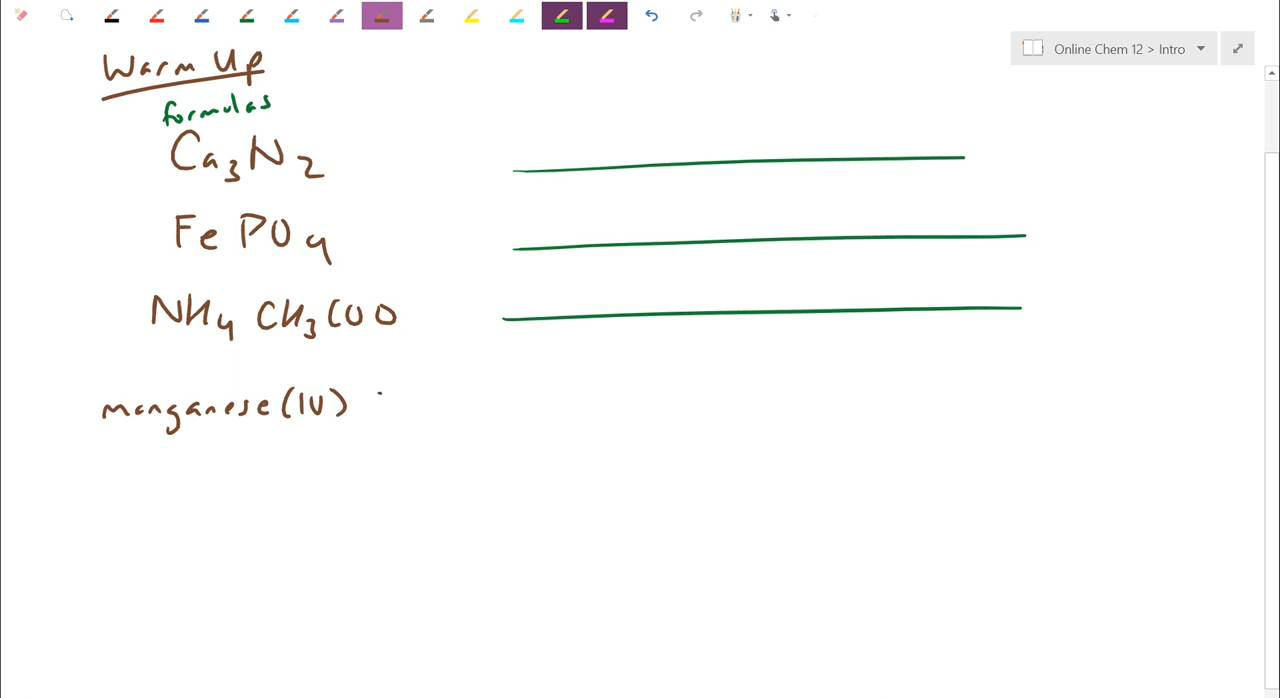 Online Chem 12 > Intro
Warm Up
formulas
Ca₃N₂
FePO₄
NH₄CH₃COO
manganese(IV)